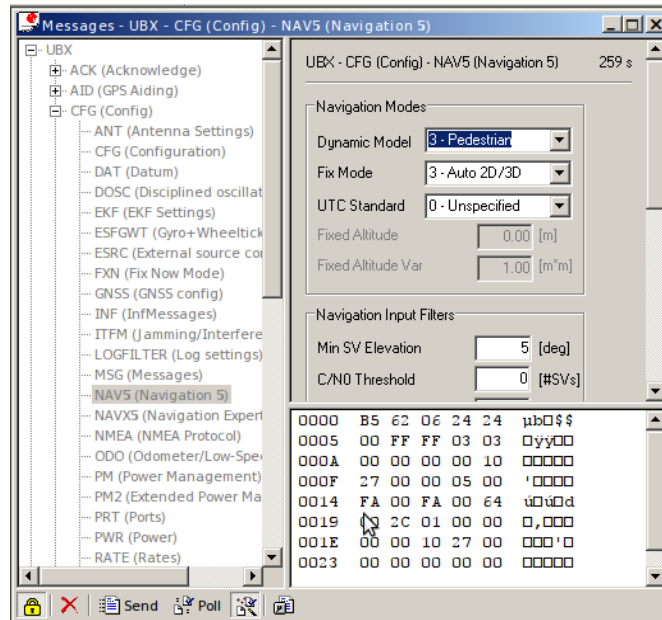 Messages - UBX - CFG (Config) - NAV5 (Navigation 5)
UBX
ACK (Acknowledge)
AID (GPS Aiding)
CFG (Config)
ANT (Antenna Settings)
CFG (Configuration)
DAT (Datum)
DOSC (Disciplined oscillat
EKF (EKF Settings)
ESFGWT (Gyro+Wheeltick
ESRC (External source co
FXN (Fix Now Mode)
GNSS (GNSS config)
INF (InfMessages)
ITFM (Jamming/Interfere
LOGFILTER (Log settings)
MSG (Messages)
NAV5 (Navigation 5)
NAVX5 (Navigation Expert
NMEA (NMEA Protocol)
ODO (Odometer/Low-Spe
PM (Power Management)
PM2 (Extended Power Ma
PRT (Ports)
PWR (Power)
RATE (Rates)
UBX - CFG (Config) - NAV5 (Navigation 5) 259 s
Navigation Modes
Dynamic Model 3 - Pedestrian
Fix Mode 3 - Auto 2D/3D
UTC Standard 0 - Unspecified
Fixed Altitude 0.00 [m]
Fixed Altitude Var 1.00 [m*m]
Navigation Input Filters
Min SV Elevation 5 [deg]
C/N0 Threshold 0 [#SVs]
0000 B5 62 06 24 24 µb□$$
0005 00 FF FF 03 03 □ÿÿ□□
000A 00 00 00 00 10 □□□□□
000F 27 00 00 05 00 '□□□□
0014 FA 00 FA 00 64 ú□ú□d
0019 2C 01 00 00 □,□□□
001E 00 00 10 27 00 □□□'□
0023 00 00 00 00 00 □□□□□
Send Poll